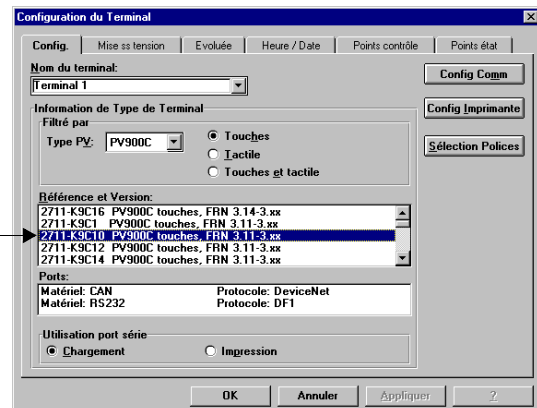 Configuration du Terminal
Config.
Mise ss tension
Evoluée
Heure / Date
Points contrôle
Points état
Nom du terminal:
Terminal 1
Config Comm
Information de Type de Terminal
Config Imprimante
Filtré par
Type PV: PV900C
Touches
Tactile
Touches et tactile
Sélection Polices
Référence et Version:
2711-K9C16 PV900C touches, FRN 3.14-3.xx
2711-K9C1 PV900C touches, FRN 3.11-3.xx
2711-K9C10 PV900C touches, FRN 3.11-3.xx
2711-K9C12 PV900C touches, FRN 3.11-3.xx
2711-K9C14 PV900C touches, FRN 3.11-3.xx
Ports:
Matériel: CAN Protocole: DeviceNet
Matériel: RS232 Protocole: DF1
Utilisation port série
Chargement
Impression
OK
Annuler
Appliquer
?